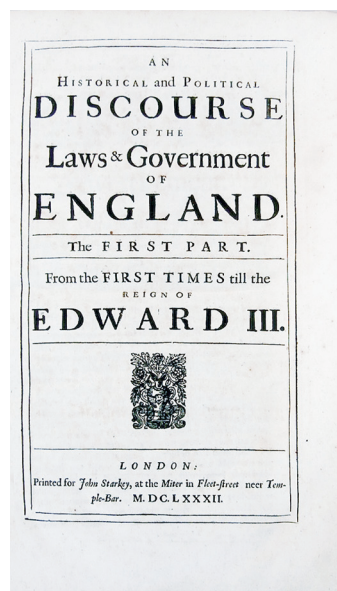 AN
HISTORICAL and POLITICAL
DISCOURSE
OF THE
Laws & Government
OF
ENGLAND.
The FIRST PART.
From the FIRST TIMES till the
REIGN OF
EDWARD III.
LONDON:
Printed for John Starkey, at the Miter in Fleet-street neer Tem-
ple-Bar. M. DC. LXXXII.